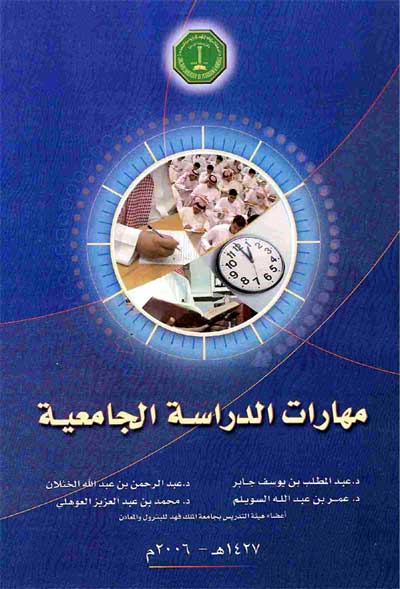 مهارات الدراسة الجامعية
د. عبد المطلب بن يوسف جابر د. عبد الرحمن بن عبد الله الخثلان
د. عمر بن عبد الله السويلم د. محمد بن عبد العزيز العوهلي
أعضاء هيئة التدريس بجامعة الملك فهد للبترول والمعادن
١٤٢٧هـ - ٢٠٠٦م